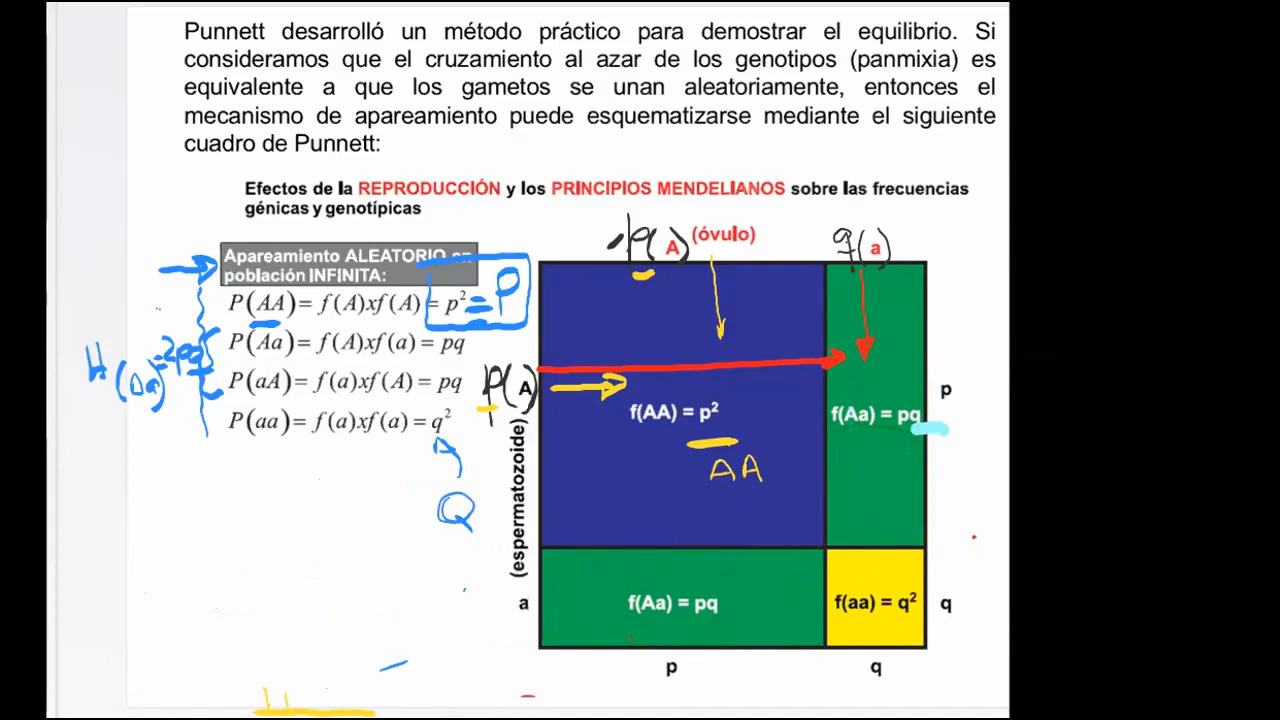 Punnett desarrolló un método práctico para demostrar el equilibrio. Si
consideramos que el cruzamiento al azar de los genotipos (panmixia) es
equivalente a que los gametos se unan aleatoriamente, entonces el
mecanismo de apareamiento puede esquematizarse mediante el siguiente
cuadro de Punnett:
Efectos de la REPRODUCCIÓN y los PRINCIPIOS MENDELIANOS sobre las frecuencias
génicas y genotípicas
Apareamiento ALEATORIO en
población INFINITA:
P(AA) = f(A)xf(A) = p² = P
P(Aa) = f(A)xf(a) = pq
P(aA) = f(a)xf(A) = pq
P(aa) = f(a)xf(a) = q²
H(Aa) = 2pq
Q
p(A) (óvulo)
q(a)
p(A)
(espermatozoide)
a
f(AA) = p²
AA
f(Aa) = pq
p
f(Aa) = pq
f(aa) = q²
q
p
q